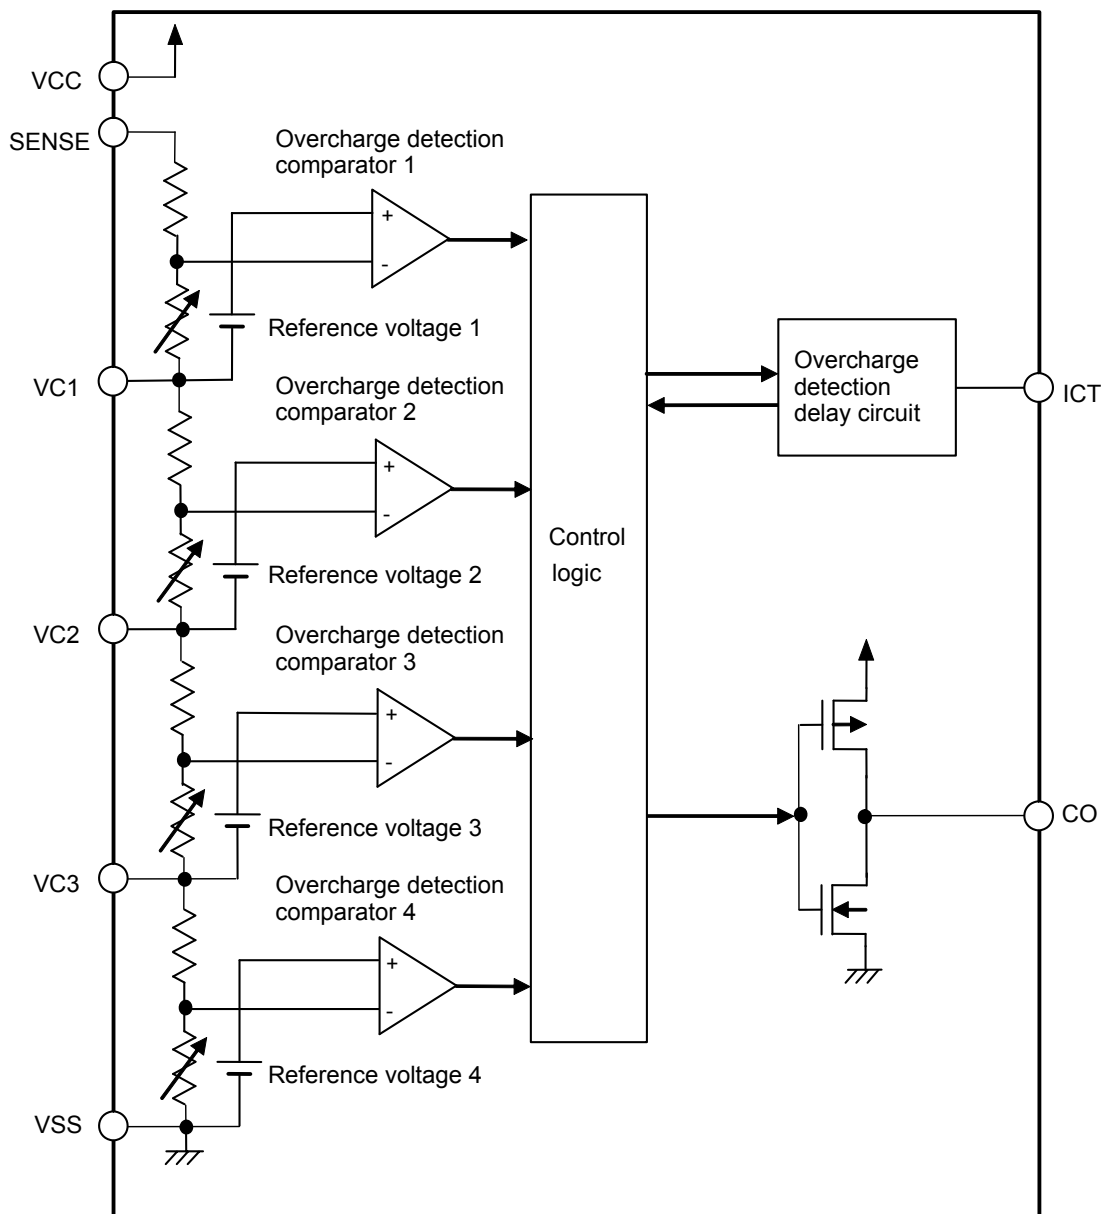 VCC
SENSE
Overcharge detection
comparator 1
+
-
Reference voltage 1
VC1
Overcharge detection
comparator 2
+
-
Reference voltage 2
VC2
Overcharge detection
comparator 3
+
-
Reference voltage 3
VC3
Overcharge detection
comparator 4
+
-
Reference voltage 4
VSS
Control
logic
Overcharge
detection
delay circuit
ICT
CO